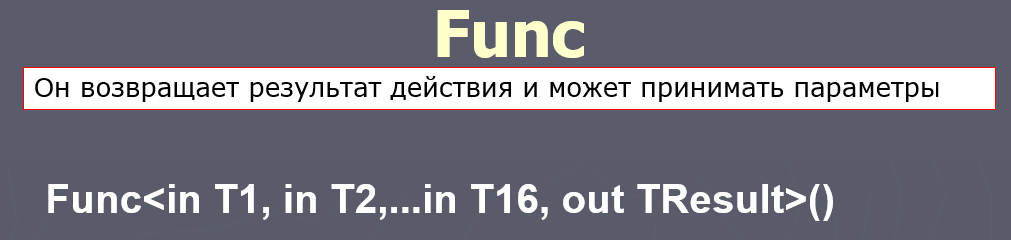 Func
Он возвращает результат действия и может принимать параметры
Func<in T1, in T2,...in T16, out TResult>()